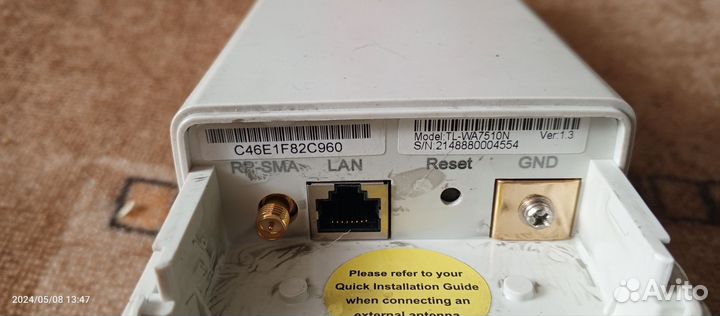 C46E1F82C960
Model:TL-WA7510N Ver:1.3
S/N:2148880004554
RP-SMA LAN Reset GND
Please refer to your
Quick Installation Guide
when connecting an
external antenna
2024/05/08 13:47
Avito